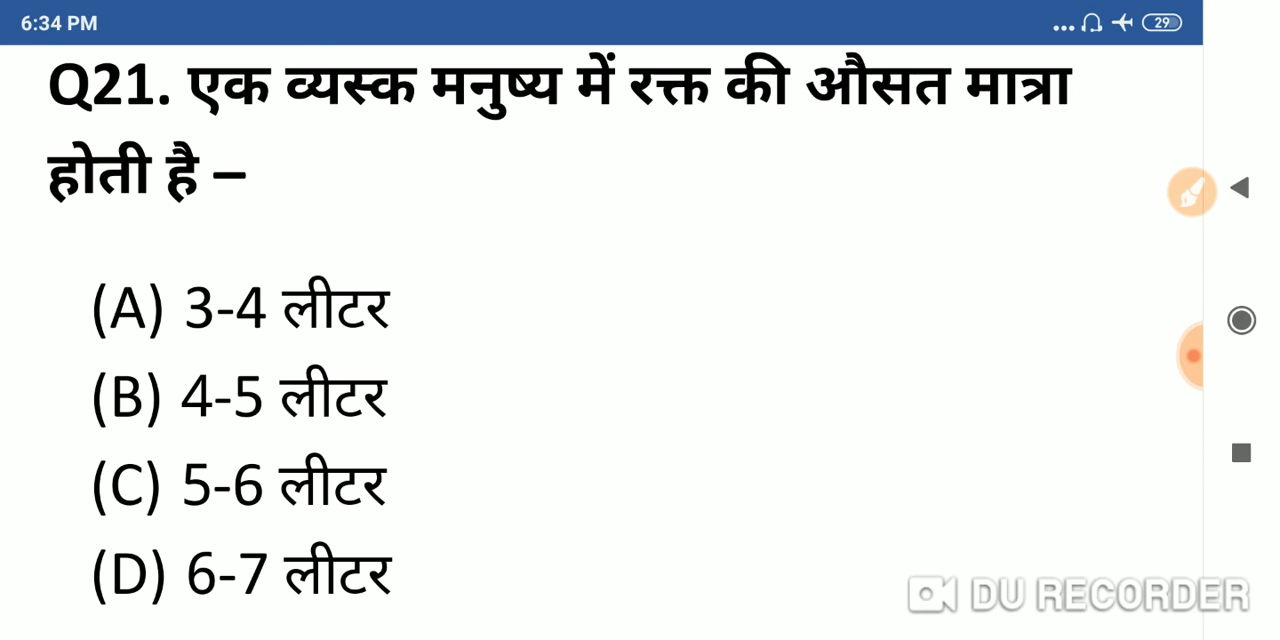 6:34 PM
... 29
Q21. एक व्यस्क मनुष्य में रक्त की औसत मात्रा
होती है –
(A) 3-4 लीटर
(B) 4-5 लीटर
(C) 5-6 लीटर
(D) 6-7 लीटर
DU RECORDER